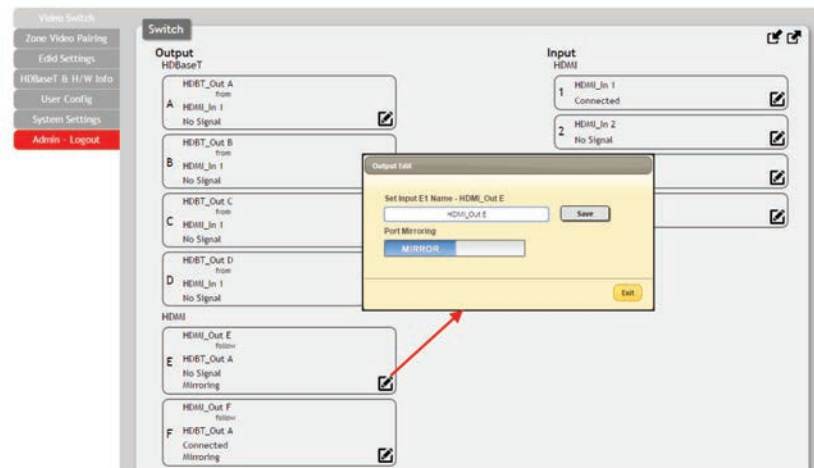 Video Switch
Zone Video Pairing
Edid Settings
HDBaseT & H/W Info
User Config
System Settings
Admin - Logout
Switch
Output
HDBaseT
A
HDBT_Out A
from
HDMI_In 1
No Signal
B
HDBT_Out B
from
HDMI_In 1
No Signal
C
HDBT_Out C
from
HDMI_In 1
No Signal
D
HDBT_Out D
from
HDMI_In 1
No Signal
HDMI
E
HDMI_Out E
follow
HDBT_Out A
No Signal
Mirroring
F
HDMI_Out F
follow
HDBT_Out A
Connected
Mirroring
Input
HDMI
1
HDMI_In 1
Connected
2
HDMI_In 2
No Signal
Output Edit
Set Input E1 Name - HDMI_Out E
HDMI_Out E
Save
Port Mirroring
MIRROR
Exit